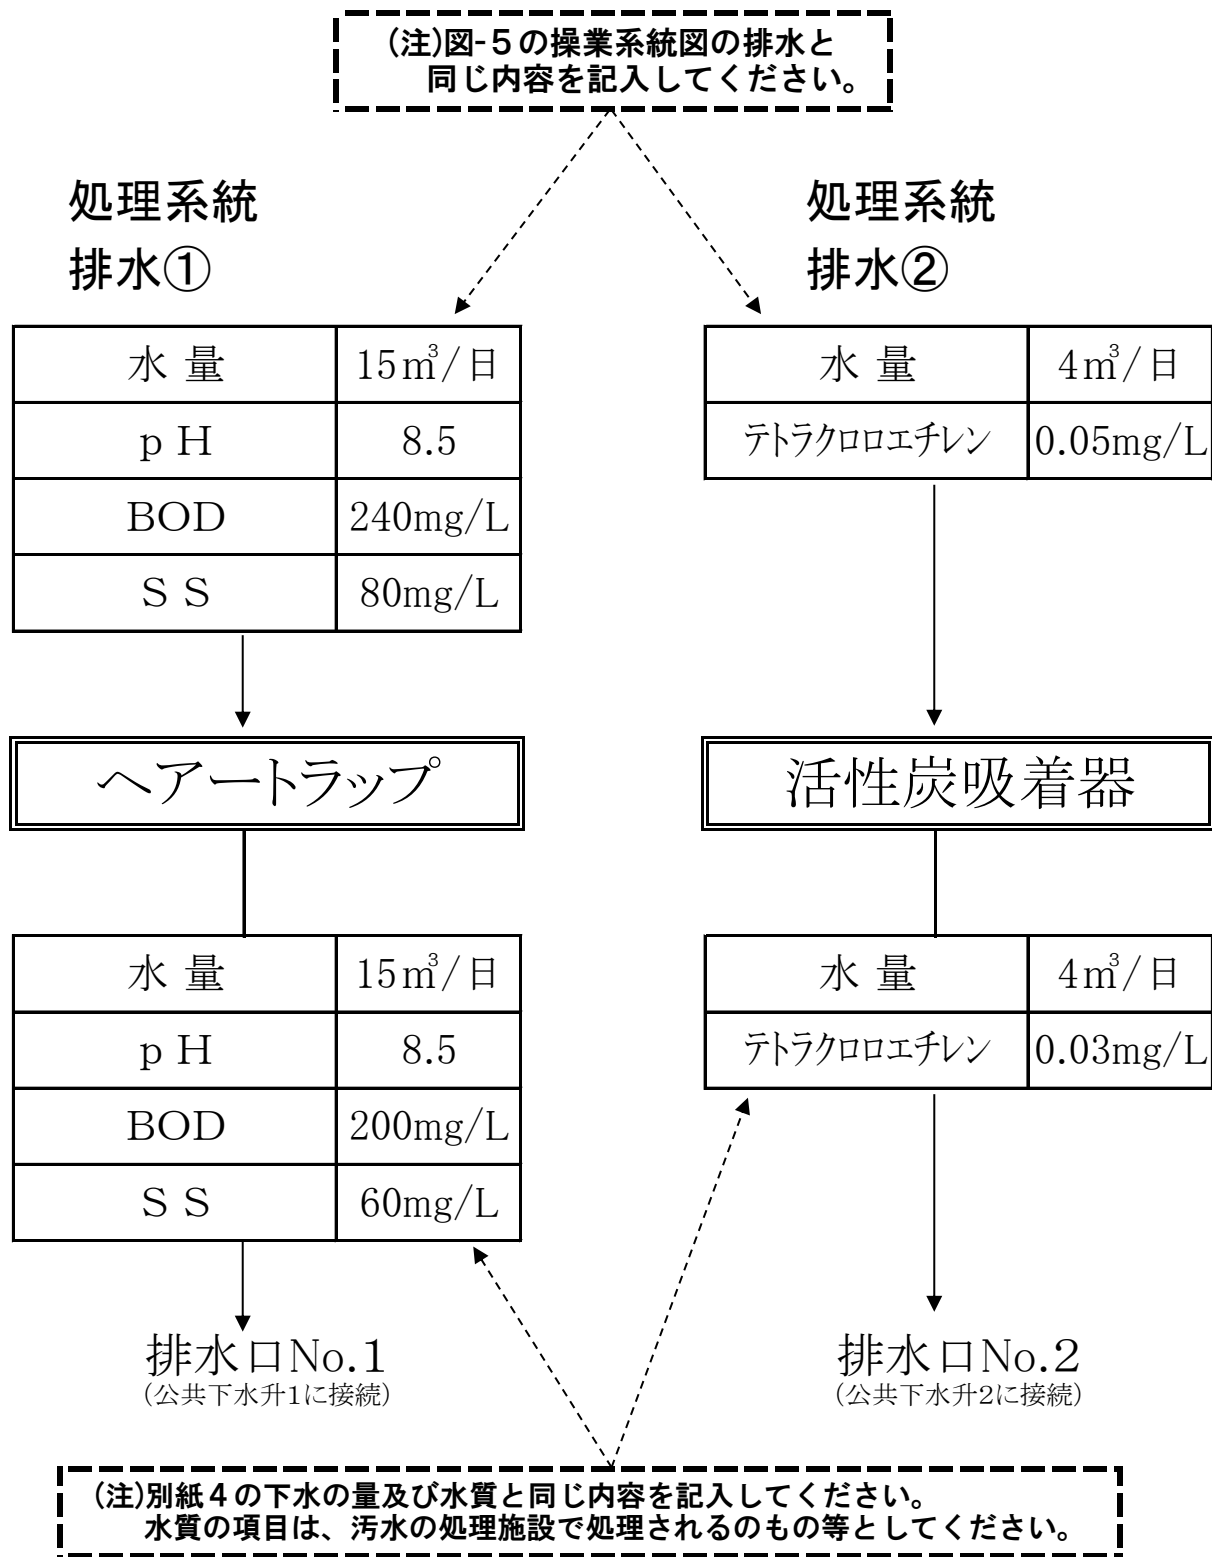 (注)図-5の操業系統図の排水と
同じ内容を記入してください。
処理系統
排水①
水 量 15㎥/日
p H 8.5
BOD 240mg/L
S S 80mg/L
ヘアートラップ
水 量 15㎥/日
p H 8.5
BOD 200mg/L
S S 60mg/L
排水口No.1
(公共下水升1に接続)
処理系統
排水②
水 量 4㎥/日
テトラクロロエチレン 0.05mg/L
活性炭吸着器
水 量 4㎥/日
テトラクロロエチレン 0.03mg/L
排水口No.2
(公共下水升2に接続)
(注)別紙4の下水の量及び水質と同じ内容を記入してください。
水質の項目は、汚水の処理施設で処理されるのもの等としてください。